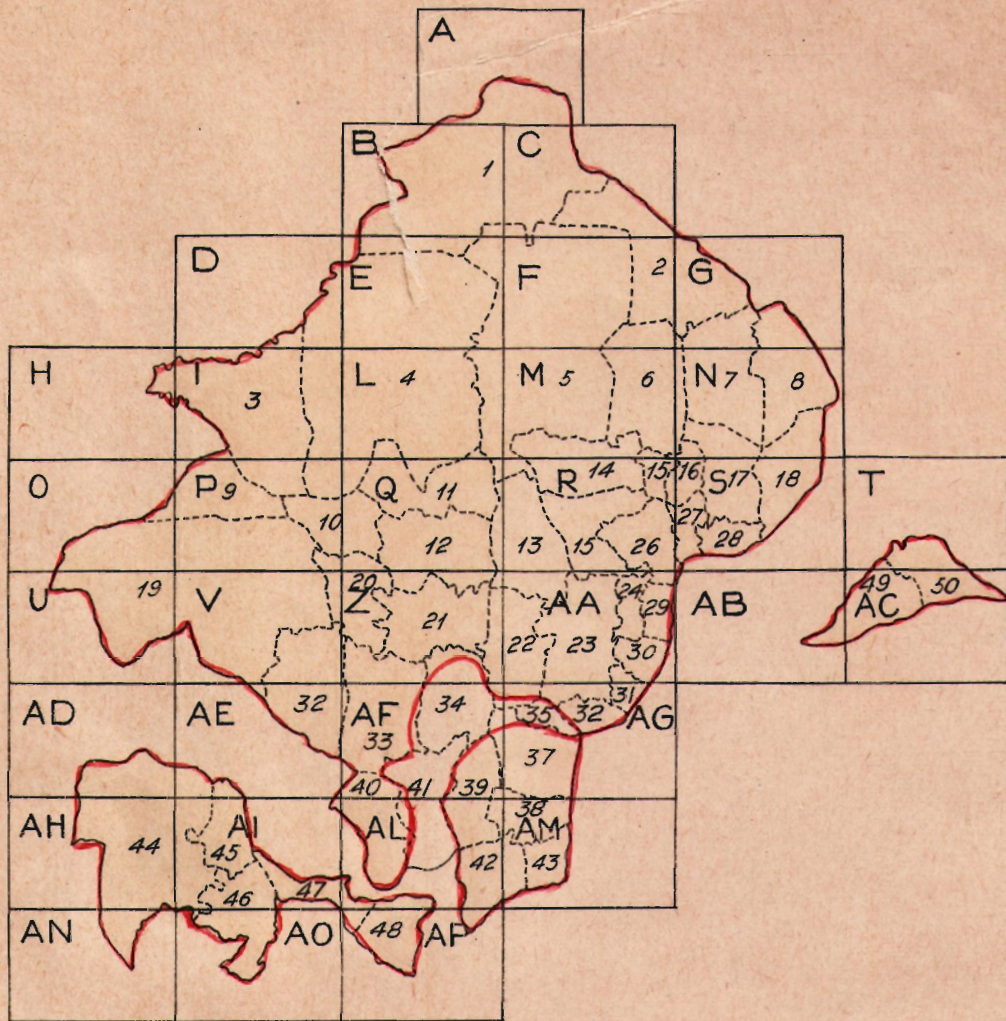 A
B 1 C
D E F 2 G
H I 3 L 4 M 5 6 N 7 8
O P 9 10 Q 11 12 R 14 13 15 15 26 16 S 17 27 28 18 T
U 19 V 20 Z 21 22 AA 23 24 29 30 AB 49 AC 50
AD AE 32 AF 33 34 35 32 31 AG
40 41 39 37
AH 44 AI 45 46 47 AL 42 38 AM 43
AN AO 48 AP